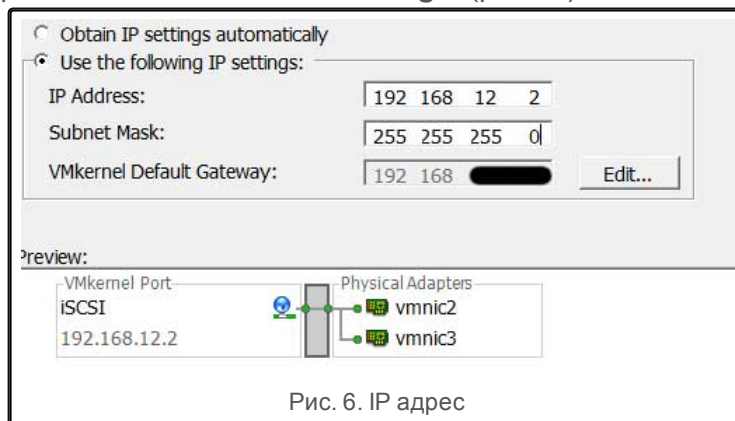 Obtain IP settings automatically
Use the following IP settings:
IP Address: 192 168 12 2
Subnet Mask: 255 255 255 0
VMkernel Default Gateway: 192 168 Edit...
Preview:
VMkernel Port Physical Adapters
iSCSI vmnic2
192.168.12.2 vmnic3
Рис. 6. IP адрес